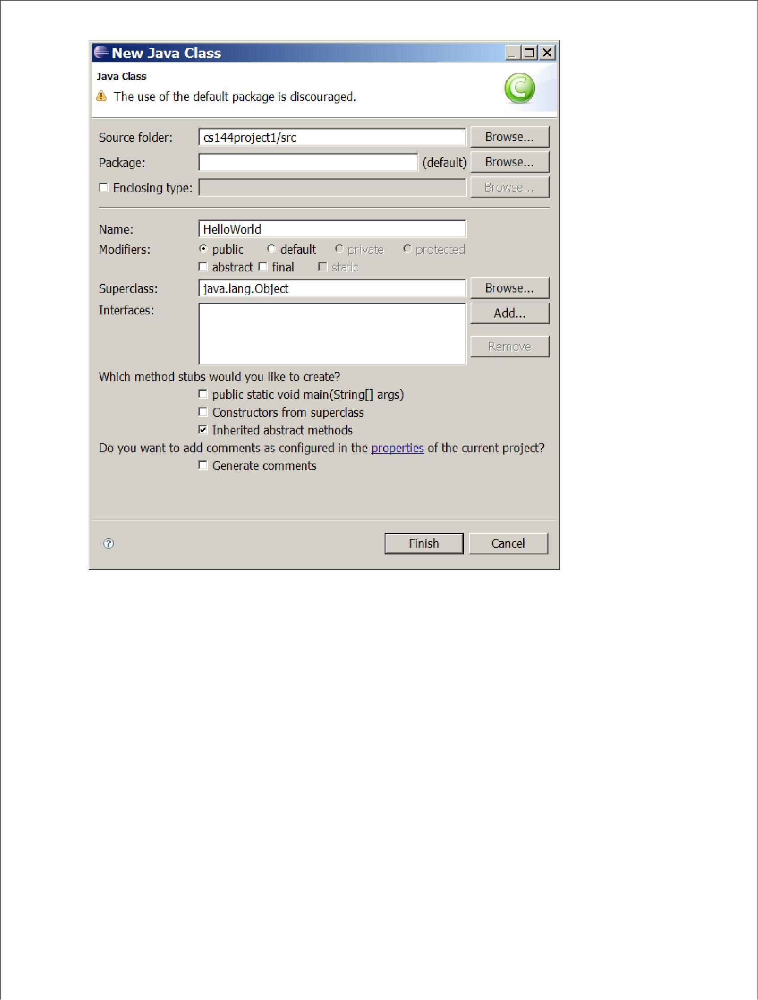 New Java Class
Java Class
The use of the default package is discouraged.
Source folder: cs144project1/src Browse...
Package: (default) Browse...
Enclosing type: Browse...
Name: HelloWorld
Modifiers: public default private protected
abstract final static
Superclass: java.lang.Object Browse...
Interfaces: Add...
Remove
Which method stubs would you like to create?
public static void main(String[] args)
Constructors from superclass
Inherited abstract methods
Do you want to add comments as configured in the properties of the current project?
Generate comments
Finish Cancel